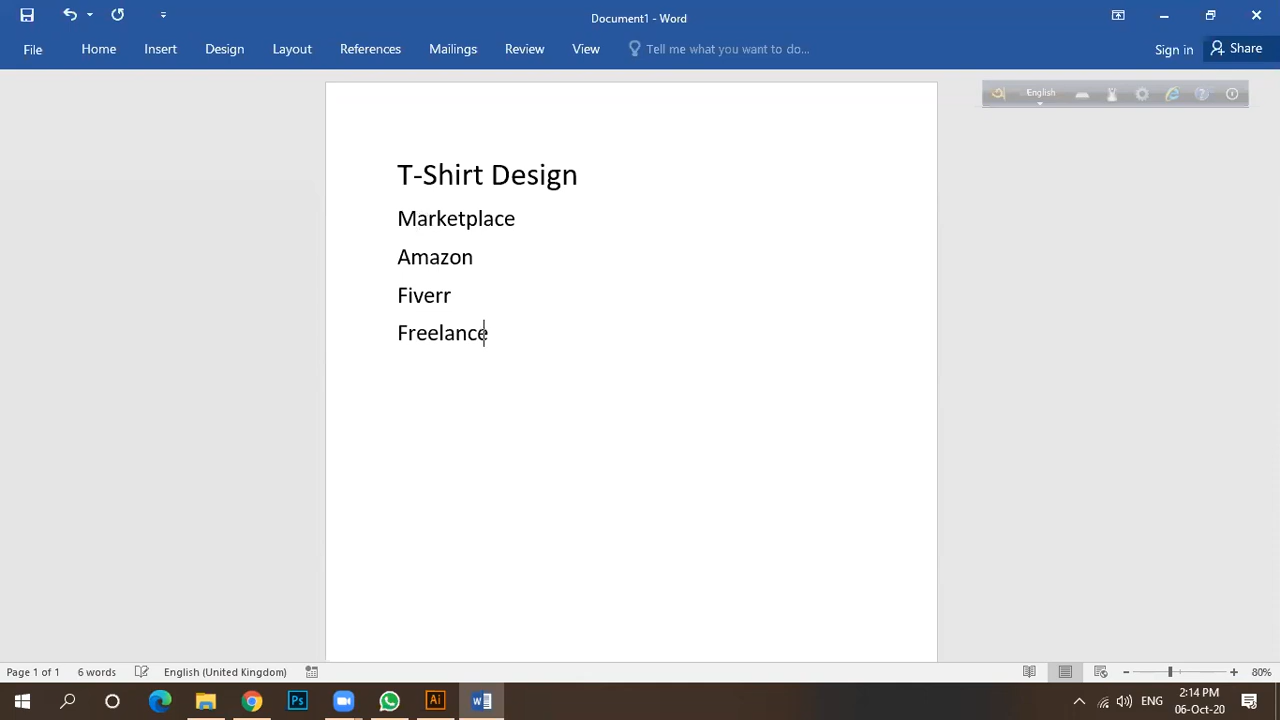 Document1 - Word
File Home Insert Design Layout References Mailings Review View Tell me what you want to do... Sign in Share
English
T-Shirt Design
Marketplace
Amazon
Fiverr
Freelance
Page 1 of 1 6 words English (United Kingdom) 80%
Ps Ai ENG 2:14 PM
06-Oct-20